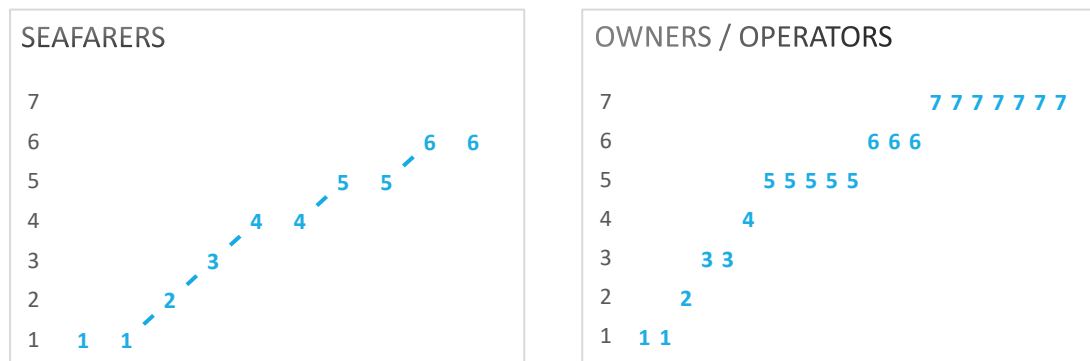 SEAFARERS
7
6 6 6
5 5 5
4 4 4
3 3
2 2
1 1 1
OWNERS / OPERATORS
7 7 7 7 7 7 7 7
6 6 6 6
5 5 5 5 5 5
4 4
3 3 3
2 2
1 1 1